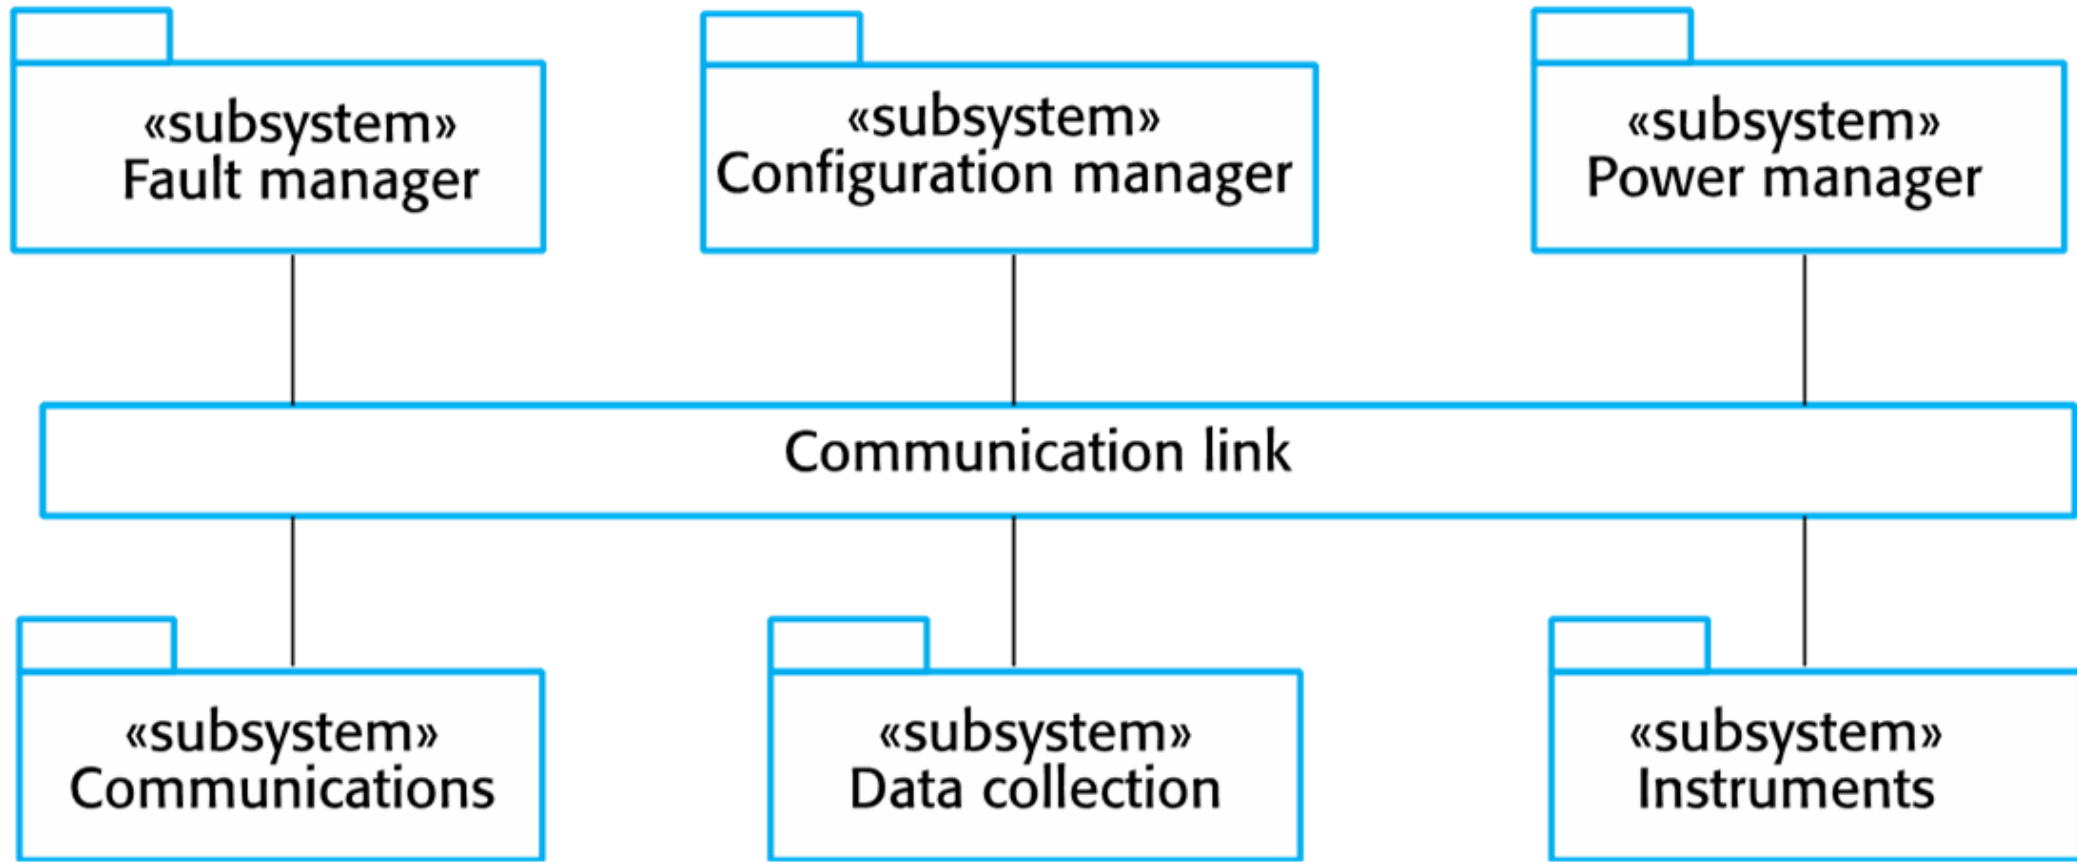 «subsystem»
Fault manager
«subsystem»
Configuration manager
«subsystem»
Power manager
Communication link
«subsystem»
Communications
«subsystem»
Data collection
«subsystem»
Instruments